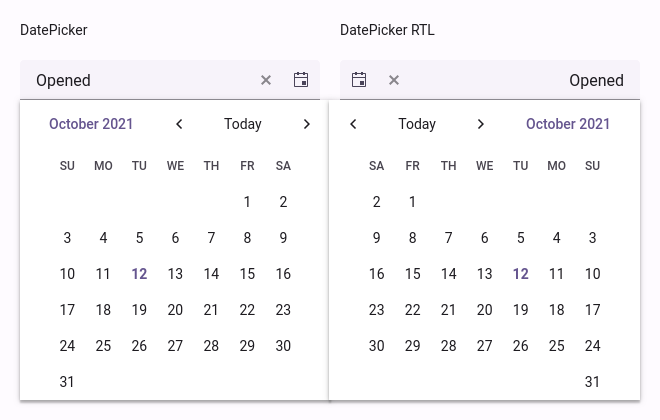 DatePicker
Opened
October 2021 Today
SU MO TU WE TH FR SA
1 2
3 4 5 6 7 8 9
10 11 12 13 14 15 16
17 18 19 20 21 22 23
24 25 26 27 28 29 30
31
DatePicker RTL
Opened
Today October 2021
SA FR TH WE TU MO SU
2 1
9 8 7 6 5 4 3
16 15 14 13 12 11 10
23 22 21 20 19 18 17
30 29 28 27 26 25 24
31